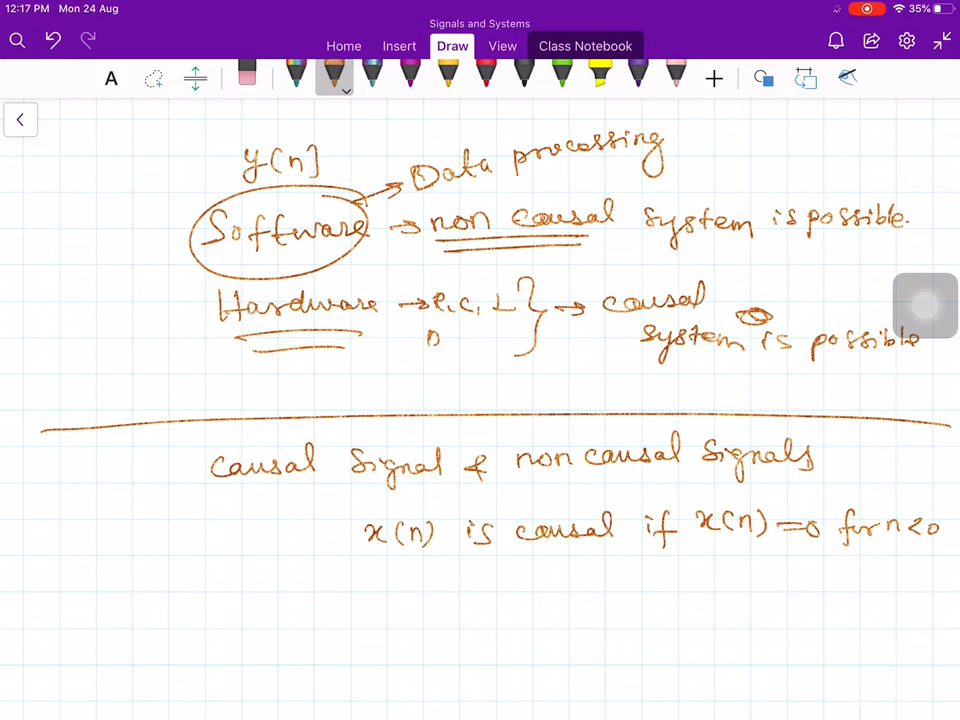 12:17 PM Mon 24 Aug
35%
Signals and Systems
Home Insert Draw View Class Notebook
A
y[n]
Data processing
Software → non causal system is possible.
Hardware → R, C, L } → causal
D
system is possible
Causal Signal & non causal Signals
x(n) is causal if x(n) = 0 for n < 0